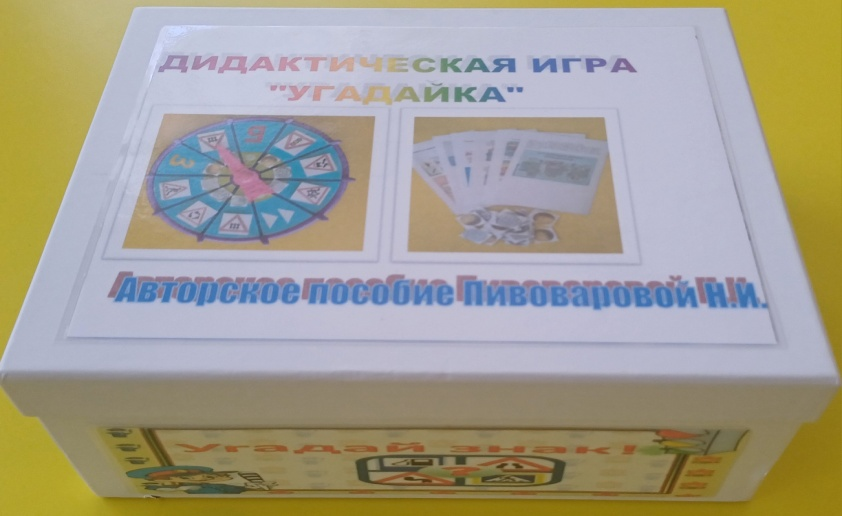 ДИДАКТИЧЕСКАЯ ИГРА
"УГАДАЙКА"
Авторское пособие Пивоваровой Н.И.
Угадай знак!